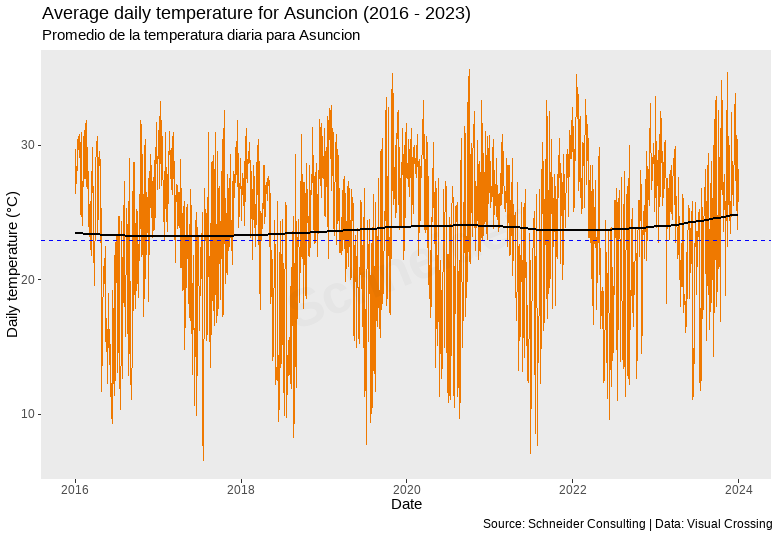 Average daily temperature for Asuncion (2016 - 2023)
Promedio de la temperatura diaria para Asuncion
Daily temperature (°C)
30
20
10
2016
2018
2020
2022
2024
Date
Source: Schneider Consulting | Data: Visual Crossing